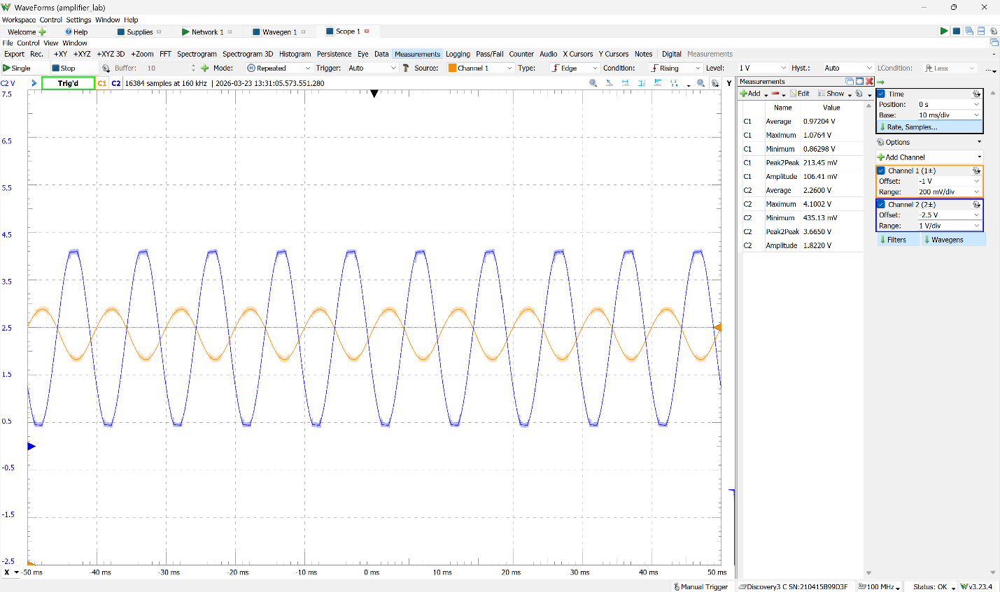 WaveForms (amplifier_lab)
Workspace Control Settings Window Help
Welcome Help Supplies Network 1 Wavegen 1 Scope 1
File Control View Window
Export Rec. +XY +XYZ +XYZ 3D +Zoom FFT Spectrogram Spectrogram 3D Histogram Persistence Eye Data Measurements Logging Pass/Fail Counter Audio X Cursors Y Cursors Notes Digital Measurements
Single Stop Buffer: 10 Mode: Repeated Trigger: Auto Source: Channel 1 Type: Edge Condition: Rising Level: 1 V Hyst.: Auto LCondition: Less ...
C2 V Trig'd C1 C2 16384 samples at 160 kHz | 2026-03-23 13:31:05.573.551.280 Y
7.5
6.5
5.5
4.5
3.5
2.5
1.5
0.5
-0.5
-1.5
-2.5
X -50 ms -40 ms -30 ms -20 ms -10 ms 0 ms 10 ms 20 ms 30 ms 40 ms 50 ms
Measurements
Add Edit Show
Name Value
C1 Average 0.97204 V
C1 Maximum 1.0764 V
C1 Minimum 0.86298 V
C1 Peak2Peak 213.45 mV
C1 Amplitude 106.41 mV
C2 Average 2.2600 V
C2 Maximum 4.1002 V
C2 Minimum 435.13 mV
C2 Peak2Peak 3.6650 V
C2 Amplitude 1.8220 V
Time
Position: 0 s
Base: 10 ms/div
Rate, Samples...
Options
Add Channel
Channel 1 (1±)
Offset: -1 V
Range: 200 mV/div
Channel 2 (2±)
Offset: -2.5 V
Range: 1 V/div
Filters Wavegens
Manual Trigger Discovery3 C SN:210415B99D3F 100 MHz Status: OK v3.23.4